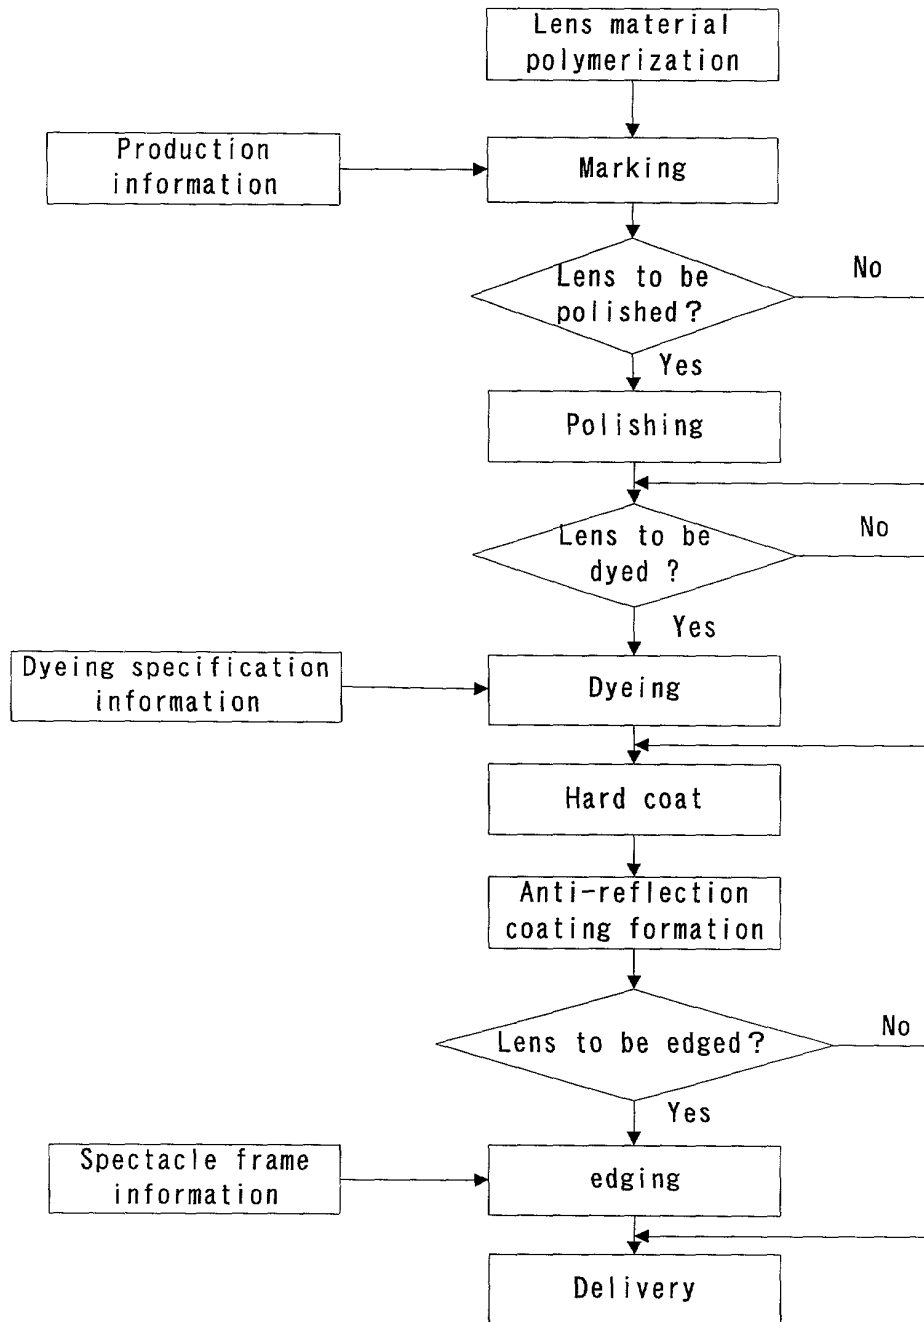 Lens material
polymerization
Production
information
Marking
Lens to be
polished?
No
Yes
Polishing
Lens to be
dyed ?
No
Yes
Dyeing specification
information
Dyeing
Hard coat
Anti-reflection
coating formation
Lens to be edged?
No
Yes
Spectacle frame
information
edging
Delivery